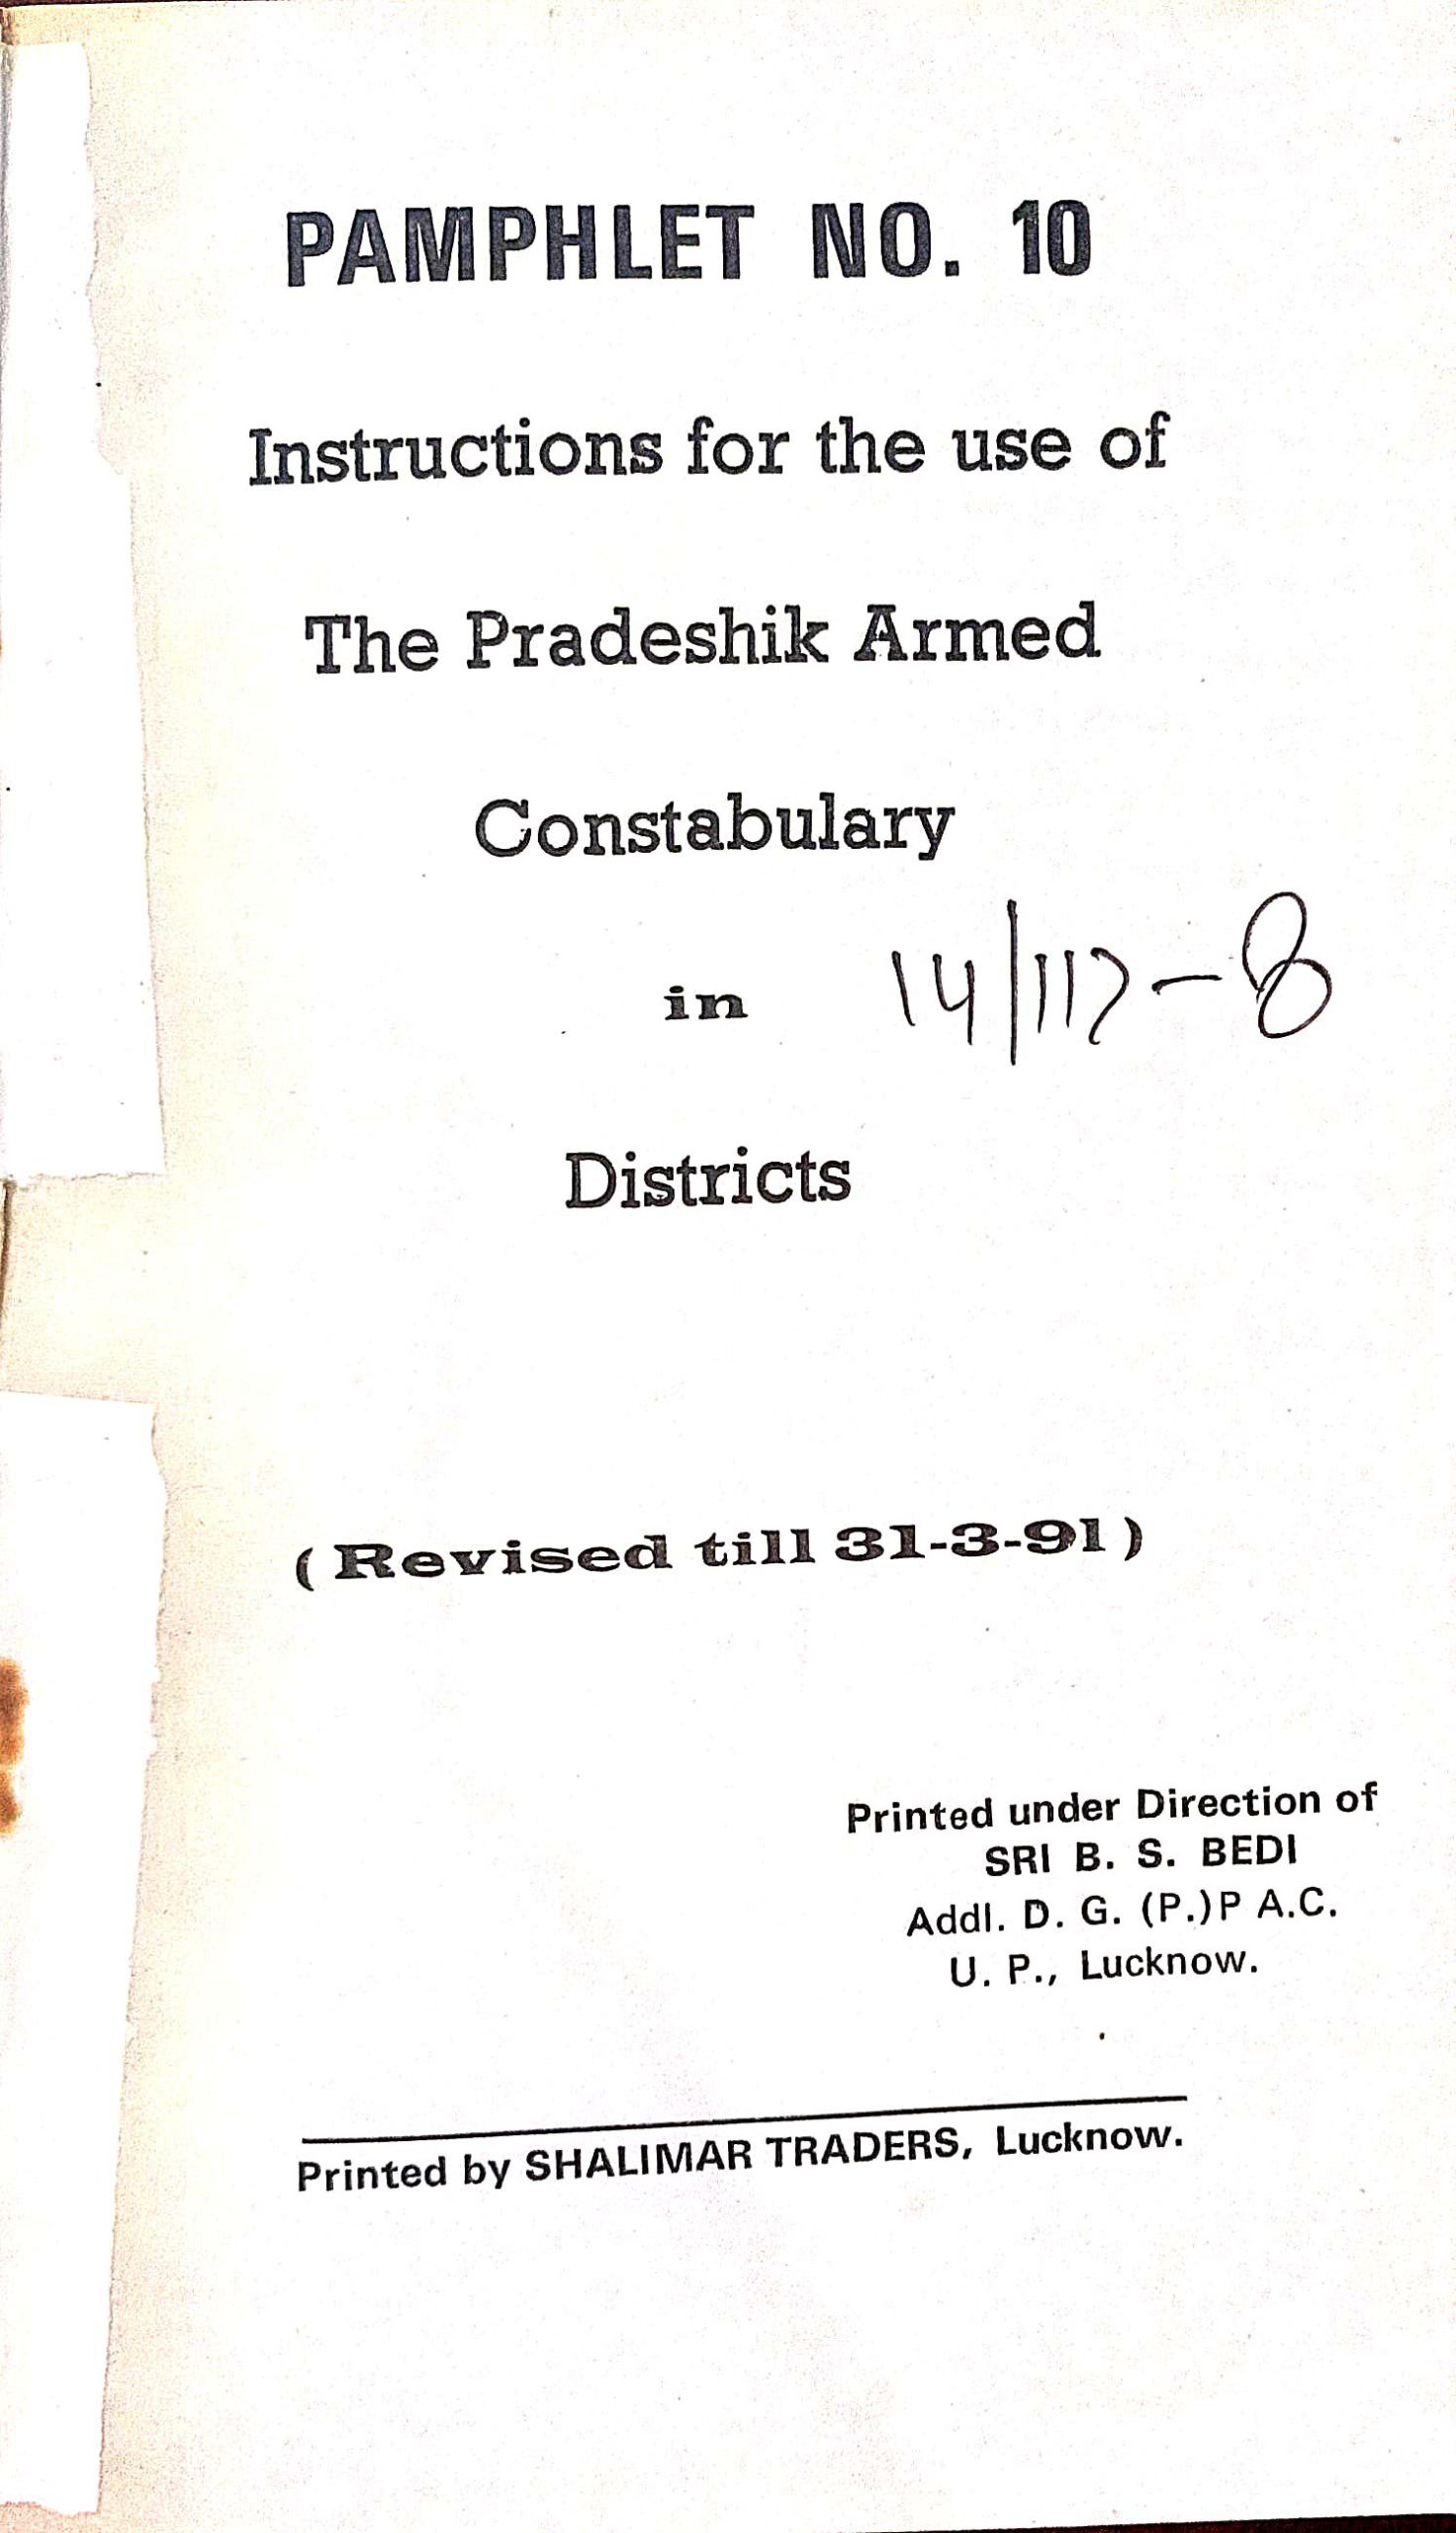 PAMPHLET NO. 10
Instructions for the use of
The Pradeshik Armed
Constabulary
in
14/117-8
Districts
(Revised till 31-3-91)
Printed under Direction of
SRI B. S. BEDI
Addl. D. G. (P.)P A.C.
U. P., Lucknow.
Printed by SHALIMAR TRADERS, Lucknow.